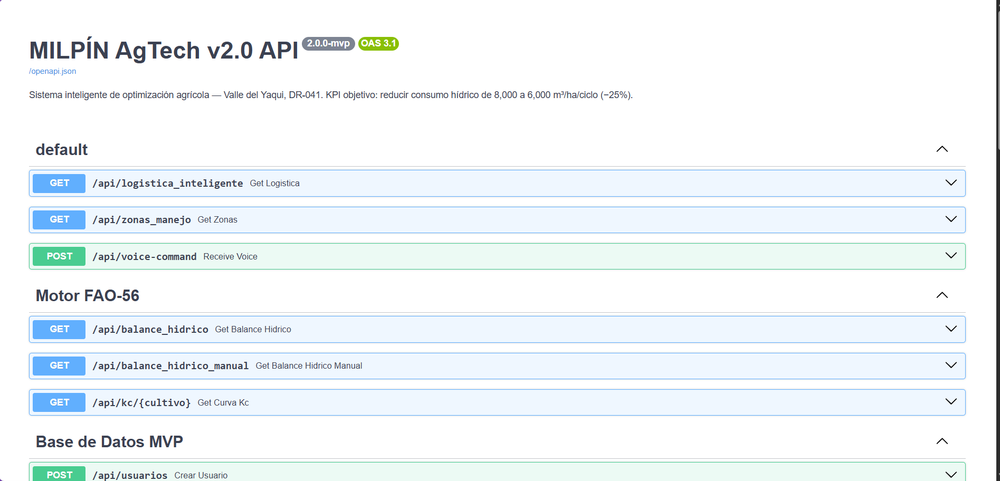 MILPÍN AgTech v2.0 API 2.0.0-mvp OAS 3.1
/openapi.json
Sistema inteligente de optimización agrícola — Valle del Yaqui, DR-041. KPI objetivo: reducir consumo hídrico de 8,000 a 6,000 m³/ha/ciclo (−25%).
default
GET /api/logistica_inteligente Get Logistica
GET /api/zonas_manejo Get Zonas
POST /api/voice-command Receive Voice
Motor FAO-56
GET /api/balance_hidrico Get Balance Hidrico
GET /api/balance_hidrico_manual Get Balance Hidrico Manual
GET /api/kc/{cultivo} Get Curva Kc
Base de Datos MVP
POST /api/usuarios Crear Usuario